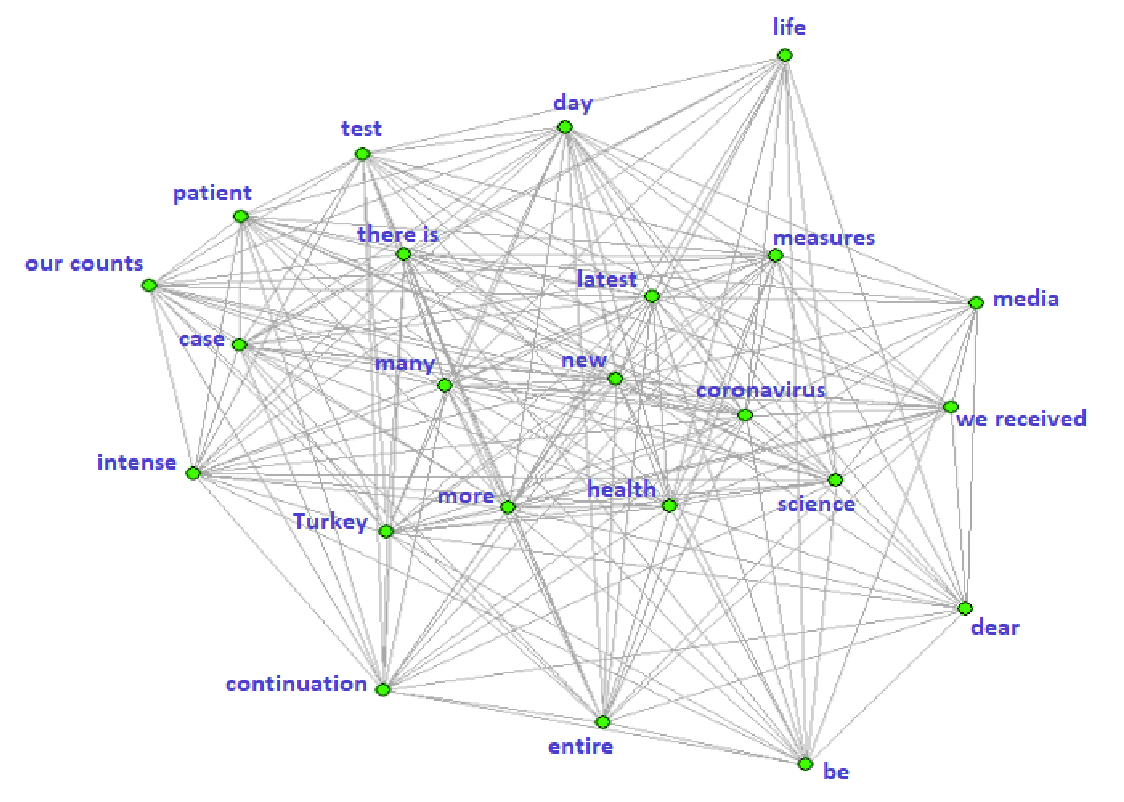 life
day
test
patient
there is
measures
our counts
latest
media
case
many
new
coronavirus
we received
intense
more
health
science
Turkey
dear
continuation
entire
be